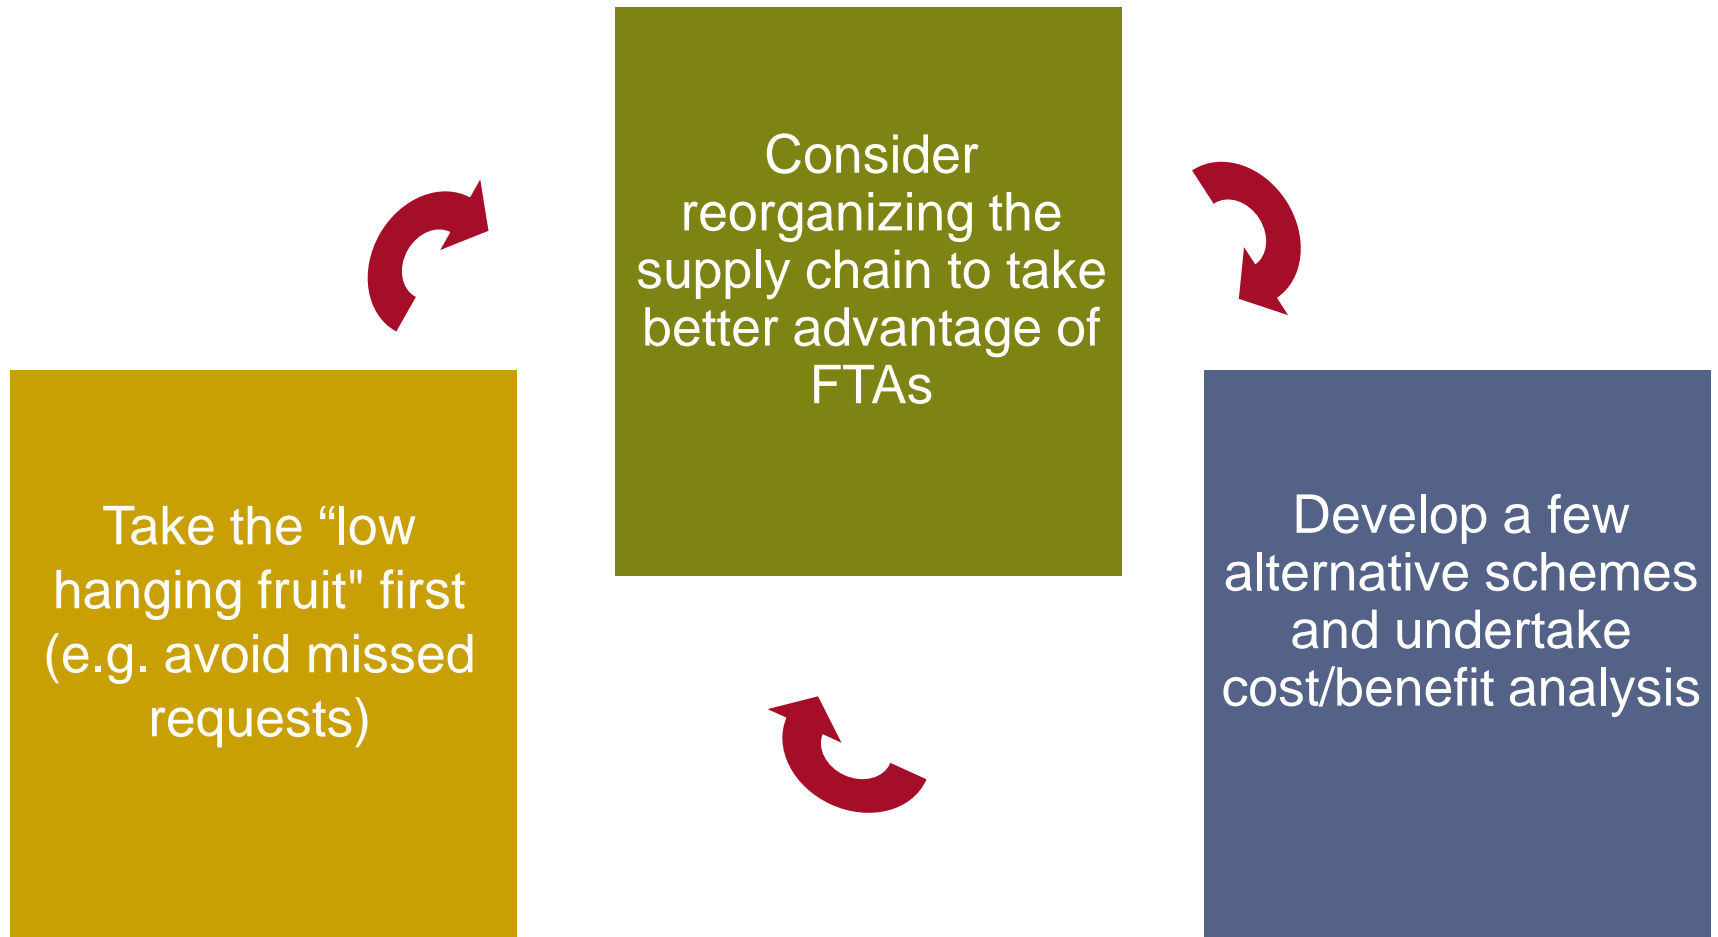 Take the “low
hanging fruit" first
(e.g. avoid missed
requests)
Consider
reorganizing the
supply chain to take
better advantage of
FTAs
Develop a few
alternative schemes
and undertake
cost/benefit analysis